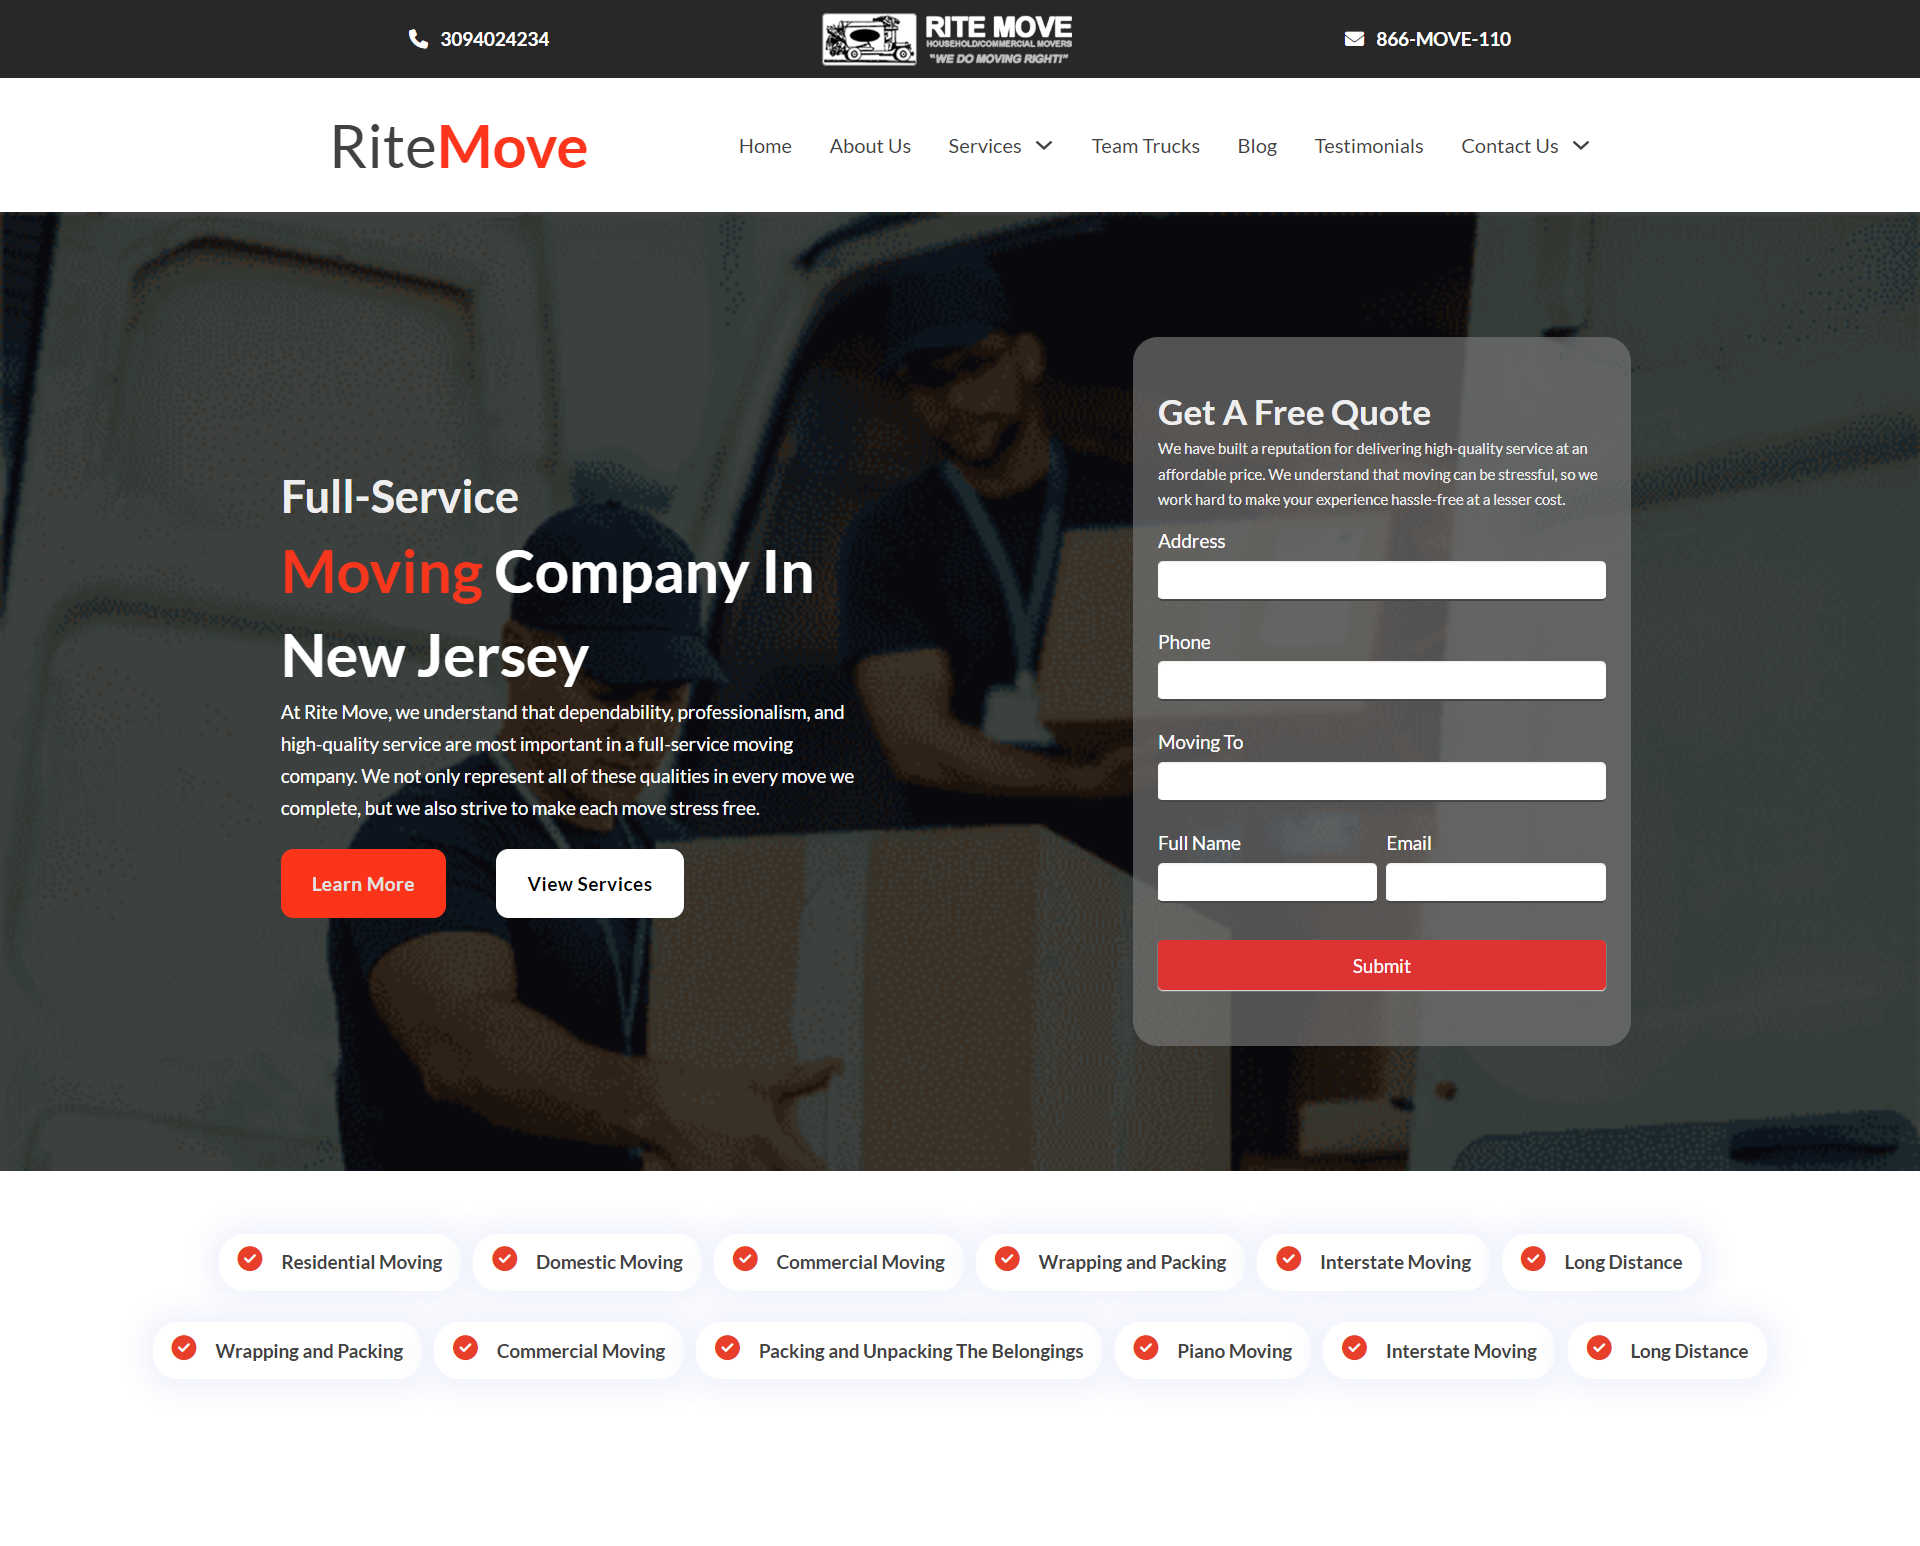 3094024234
RITE MOVE
HOUSEHOLD/COMMERCIAL MOVERS
"WE DO MOVING RIGHT!"
866-MOVE-110
RiteMove
Home About Us Services Team Trucks Blog Testimonials Contact Us
Full-Service
Moving Company In
New Jersey
At Rite Move, we understand that dependability, professionalism, and
high-quality service are most important in a full-service moving
company. We not only represent all of these qualities in every move we
complete, but we also strive to make each move stress free.
Learn More View Services
Get A Free Quote
We have built a reputation for delivering high-quality service at an
affordable price. We understand that moving can be stressful, so we
work hard to make your experience hassle-free at a lesser cost.
Address
Phone
Moving To
Full Name Email
Submit
Residential Moving Domestic Moving Commercial Moving Wrapping and Packing Interstate Moving Long Distance
Wrapping and Packing Commercial Moving Packing and Unpacking The Belongings Piano Moving Interstate Moving Long Distance